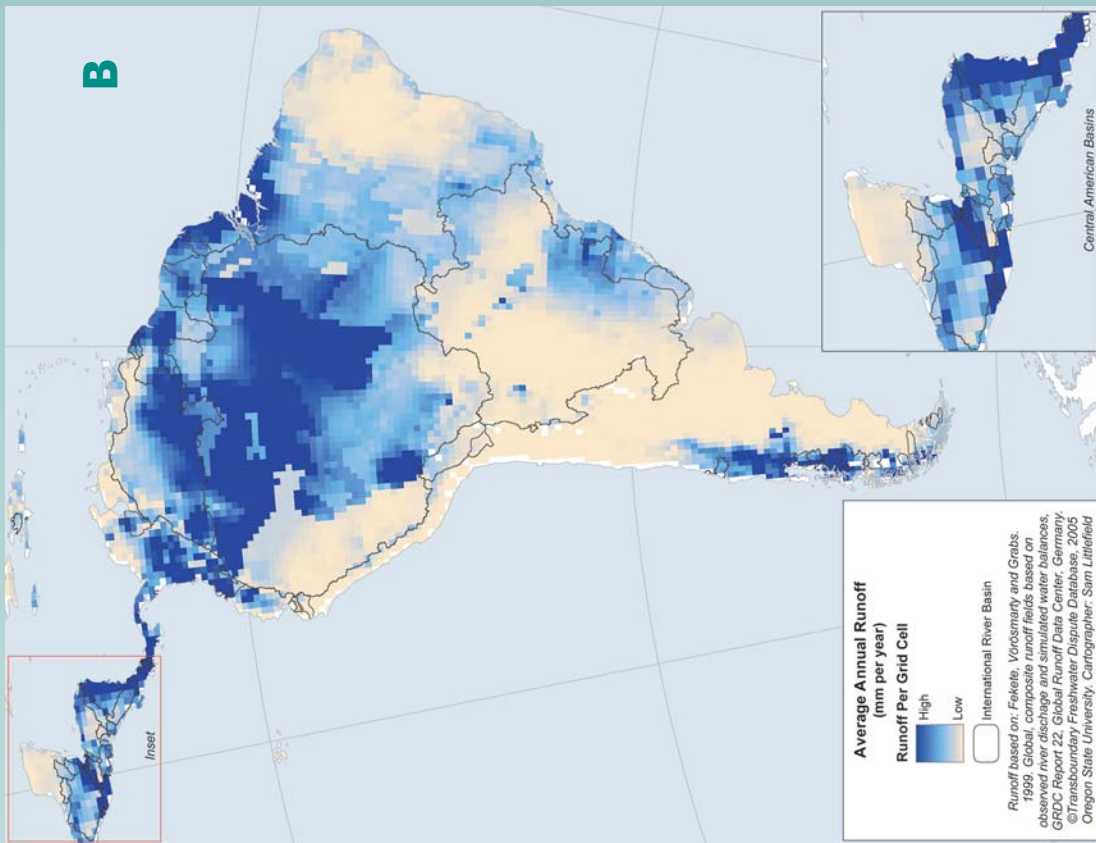 B
1
Inset
Average Annual Runoff
(mm per year)
Runoff Per Grid Cell
High
Low
International River Basin
Runoff based on: Fekete, Vörösmarty and Grabs.
1999. Global, composite runoff fields based on
observed river dischage and simulated water balances,
GRDC Report 22, Global Runoff Data Center, Germany.
©Transboundary Freshwater Dispute Database, 2005
Oregon State University. Cartographer: Sam Littlefield
Central American Basins